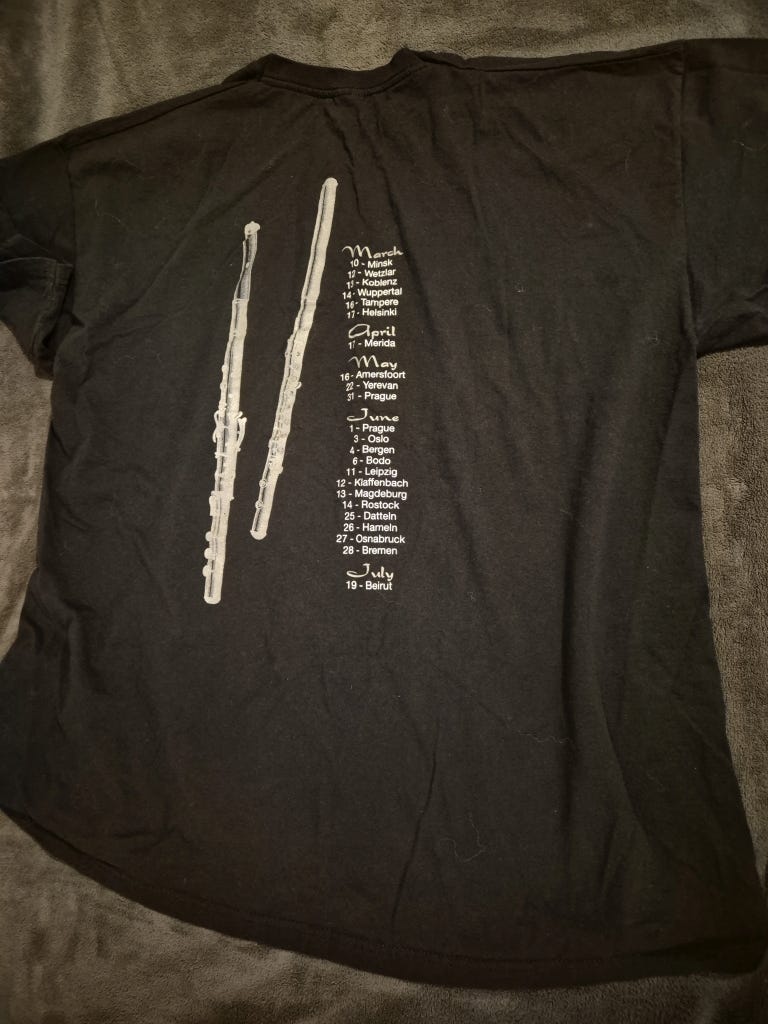 March
10 - Minsk
12 - Wetzlar
13 - Koblenz
14 - Wuppertal
16 - Tampere
17 - Helsinki
April
17 - Merida
May
16 - Amersfoort
22 - Yerevan
31 - Prague
June
1 - Prague
3 - Oslo
4 - Bergen
6 - Bodo
11 - Leipzig
12 - Klaffenbach
13 - Magdeburg
14 - Rostock
25 - Datteln
26 - Hameln
27 - Osnabruck
28 - Bremen
July
19 - Beirut